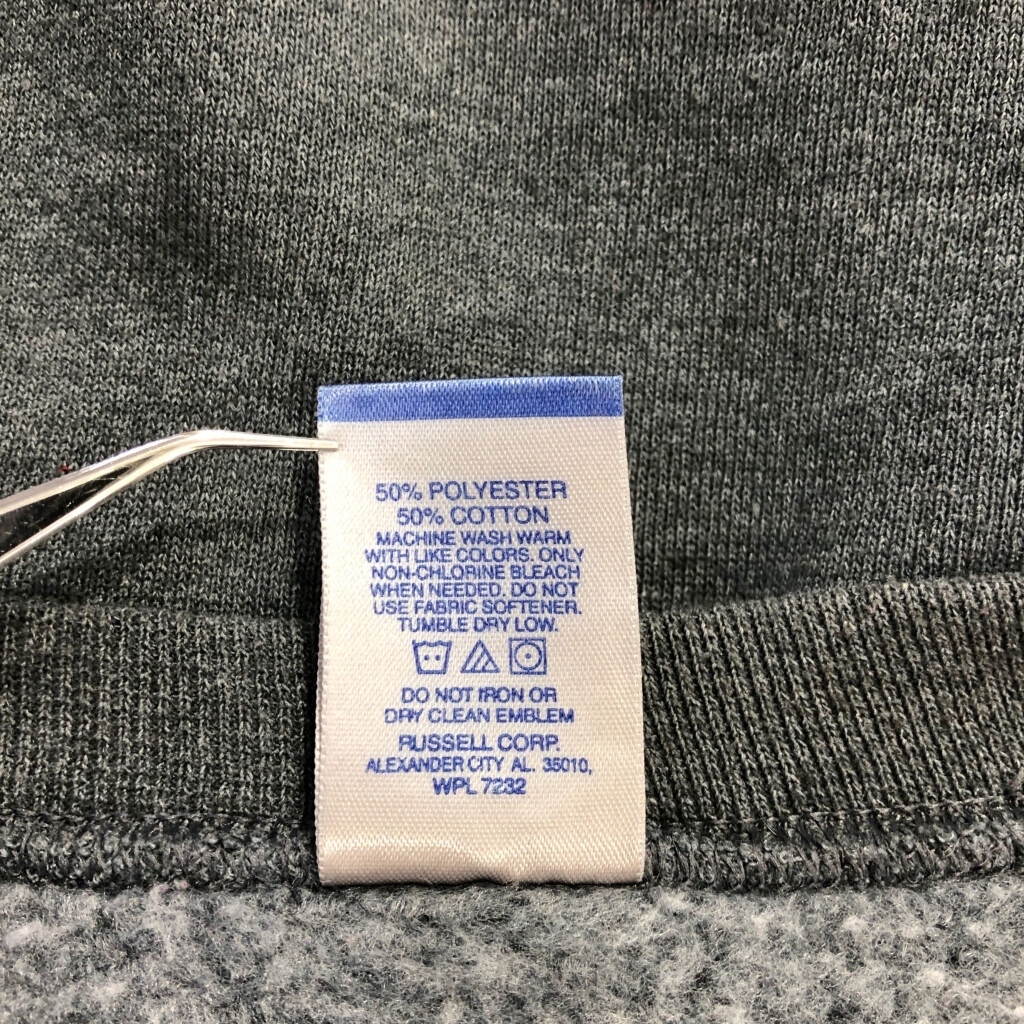 50% POLYESTER
50% COTTON
MACHINE WASH WARM
WITH LIKE COLORS. ONLY
NON-CHLORINE BLEACH
WHEN NEEDED. DO NOT
USE FABRIC SOFTENER.
TUMBLE DRY LOW.
DO NOT IRON OR
DRY CLEAN EMBLEM
RUSSELL CORP.
ALEXANDER CITY AL. 35010,
WPL 7232